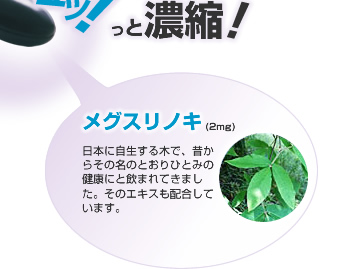 っと濃縮！
メグスリノキ (2mg)
日本に自生する木で、昔か
らその名のとおりひとみの
健康にと飲まれてきまし
た。そのエキスも配合して
います。